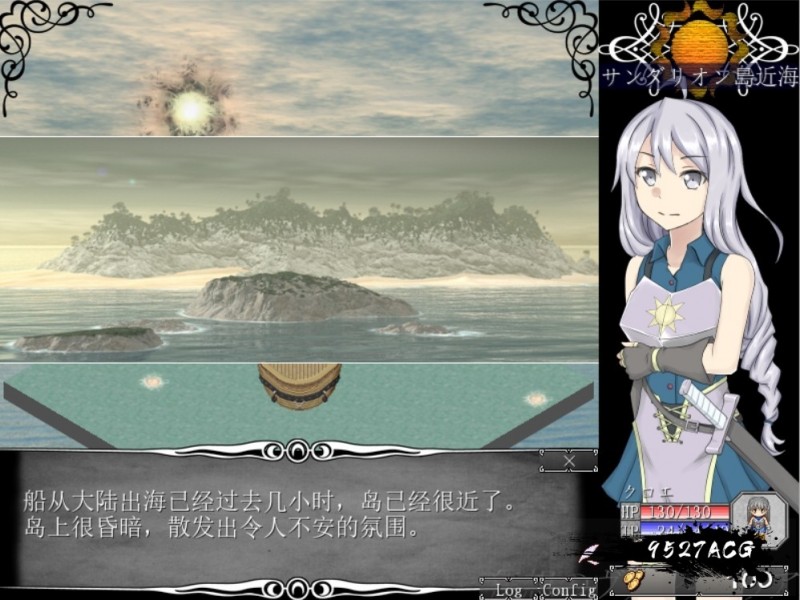 サンダリオン島近海
船从大陆出海已经过去几小时，岛已经很近了。
岛上很昏暗，散发出令人不安的氛围。
クロエ
HP 130/130
9527ACG
Log Config